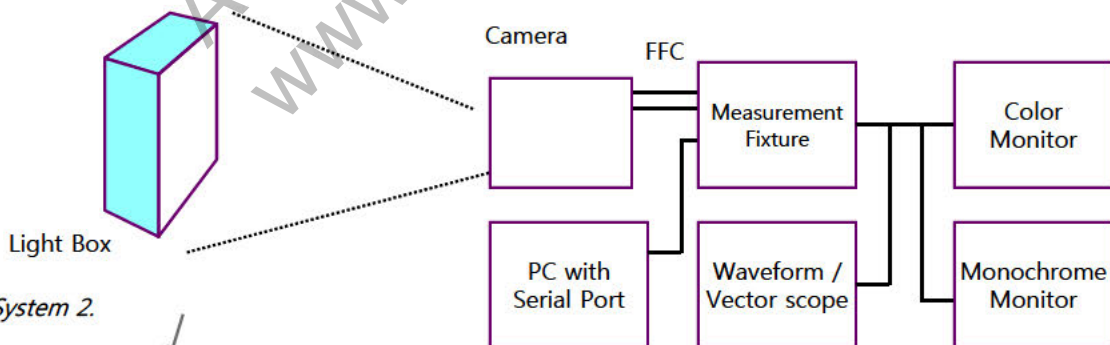 Camera
FFC
Measurement
Fixture
Color
Monitor
Light Box
PC with
Serial Port
Waveform /
Vector scope
Monochrome
Monitor
System 2.
www